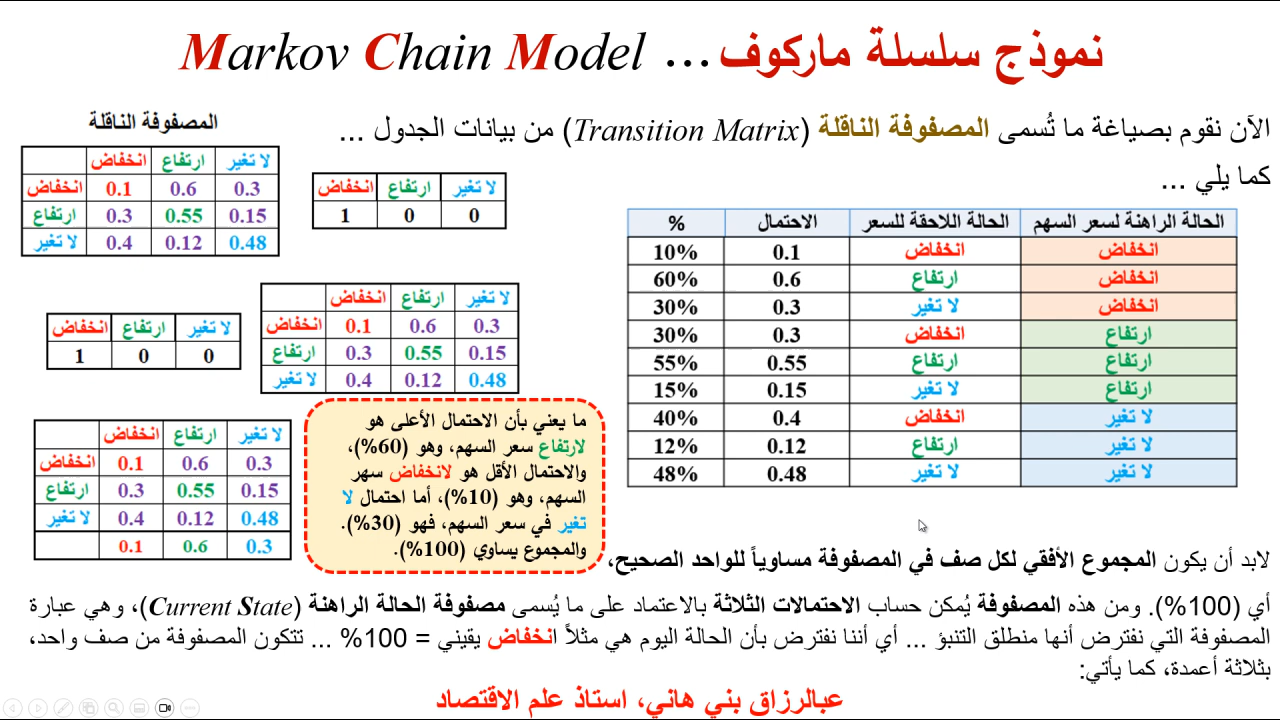 نموذج سلسلة ماركوف ... Markov Chain Model
الآن نقوم بصياغة ما تُسمى المصفوفة الناقلة (Transition Matrix) من بيانات الجدول ...
كما يلي ...
الحالة الراهنة لسعر السهم الحالة اللاحقة للسعر الاحتمال %
انخفاض انخفاض 0.1 10%
انخفاض ارتفاع 0.6 60%
انخفاض لا تغير 0.3 30%
ارتفاع انخفاض 0.3 30%
ارتفاع ارتفاع 0.55 55%
ارتفاع لا تغير 0.15 15%
لا تغير انخفاض 0.4 40%
لا تغير ارتفاع 0.12 12%
لا تغير لا تغير 0.48 48%
المصفوفة الناقلة
انخفاض ارتفاع لا تغير
انخفاض 0.1 0.6 0.3
ارتفاع 0.3 0.55 0.15
لا تغير 0.4 0.12 0.48
انخفاض ارتفاع لا تغير
1 0 0
انخفاض ارتفاع لا تغير
1 0 0
انخفاض ارتفاع لا تغير
انخفاض 0.1 0.6 0.3
ارتفاع 0.3 0.55 0.15
لا تغير 0.4 0.12 0.48
انخفاض ارتفاع لا تغير
انخفاض 0.1 0.6 0.3
ارتفاع 0.3 0.55 0.15
لا تغير 0.4 0.12 0.48
0.1 0.6 0.3
ما يعني بأن الاحتمال الأعلى هو
لارتفاع سعر السهم، وهو (60%)،
والاحتمال الأقل هو لانخفاض سهر
السهم، وهو (10%)، أما احتمال لا
تغير في سعر السهم، فهو (30%).
والمجموع يساوي (100%).
لابد أن يكون المجموع الأفقي لكل صف في المصفوفة مساوياً للواحد الصحيح،
أي (100%). ومن هذه المصفوفة يُمكن حساب الاحتمالات الثلاثة بالاعتماد على ما يُسمى مصفوفة الحالة الراهنة (Current State)، وهي عبارة
المصفوفة التي نفترض أنها منطلق التنبؤ ... أي أننا نفترض بأن الحالة اليوم هي مثلاً انخفاض يقيني = 100% ... تتكون المصفوفة من صف واحد،
بثلاثة أعمدة، كما يأتي:
عبالرزاق بني هاني، استاذ علم الاقتصاد